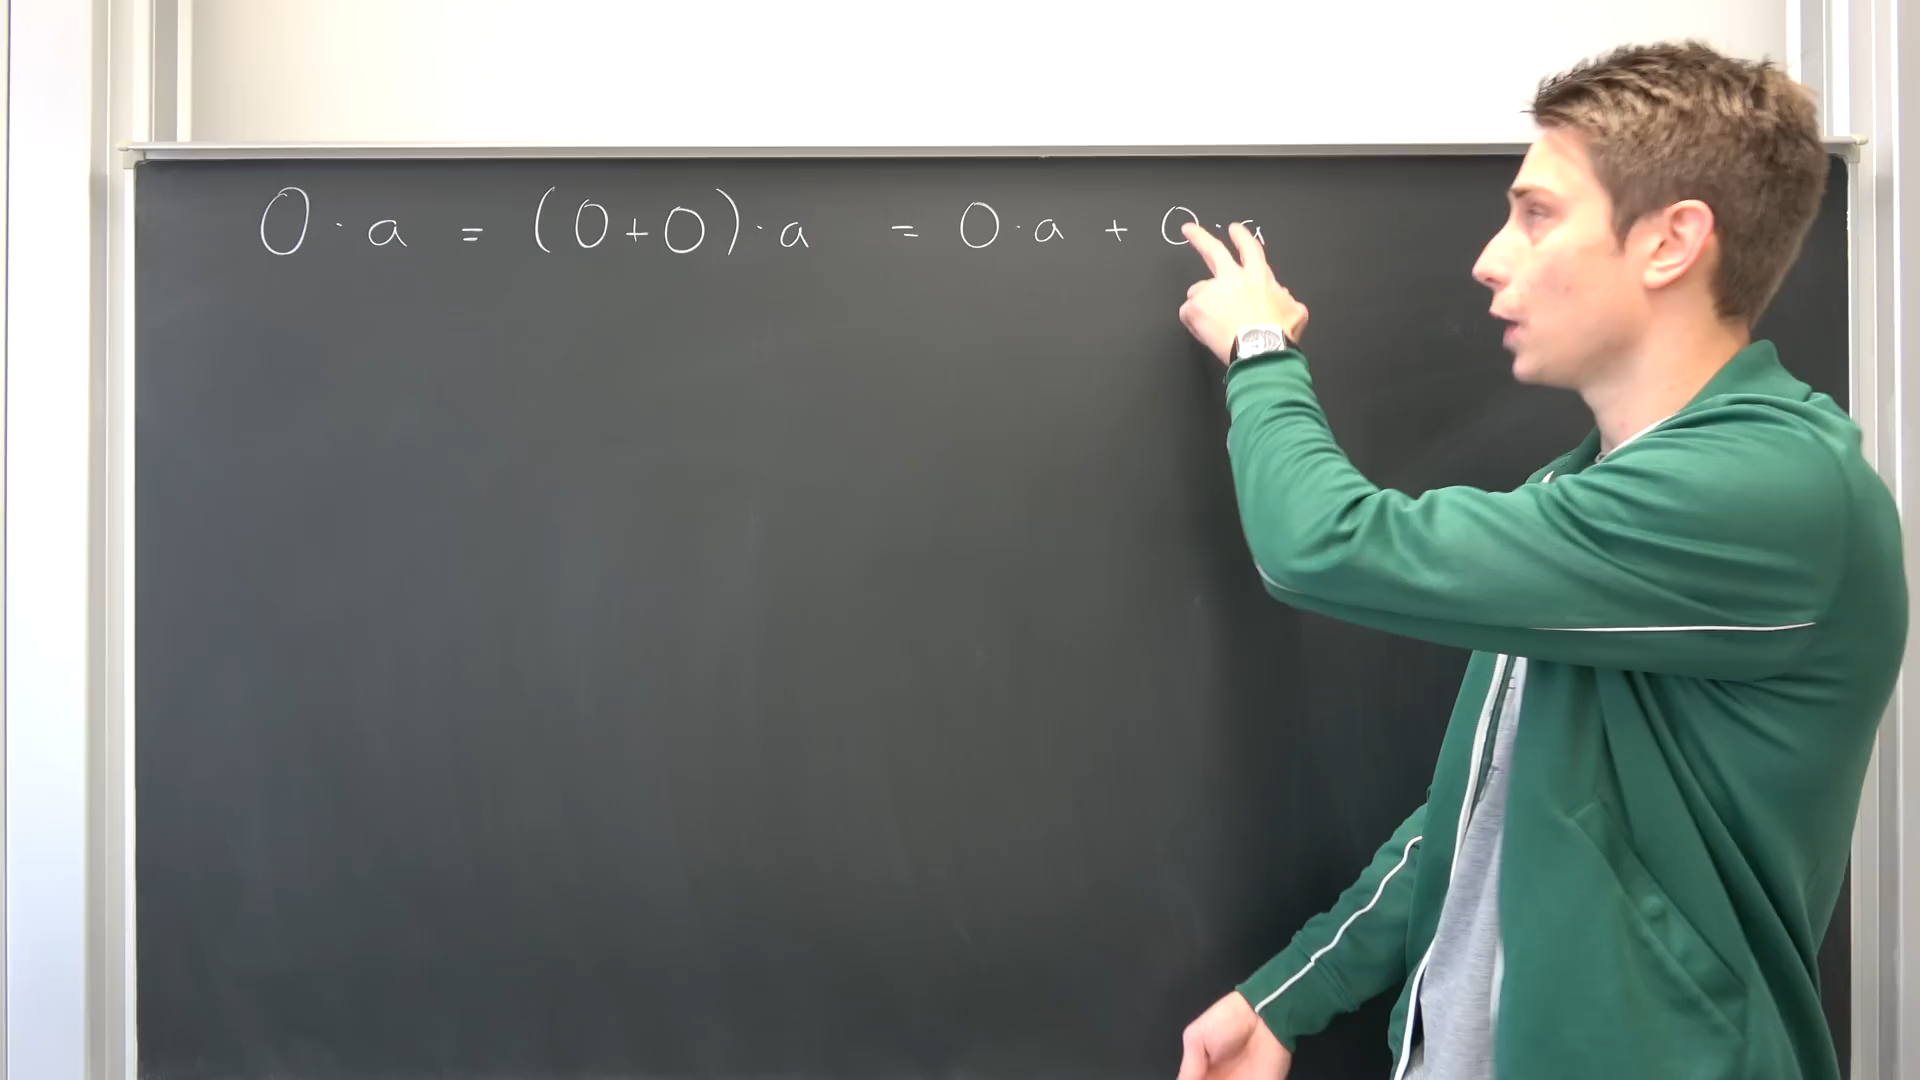 0 · a = (0+0) · a = 0 · a + 0 · a